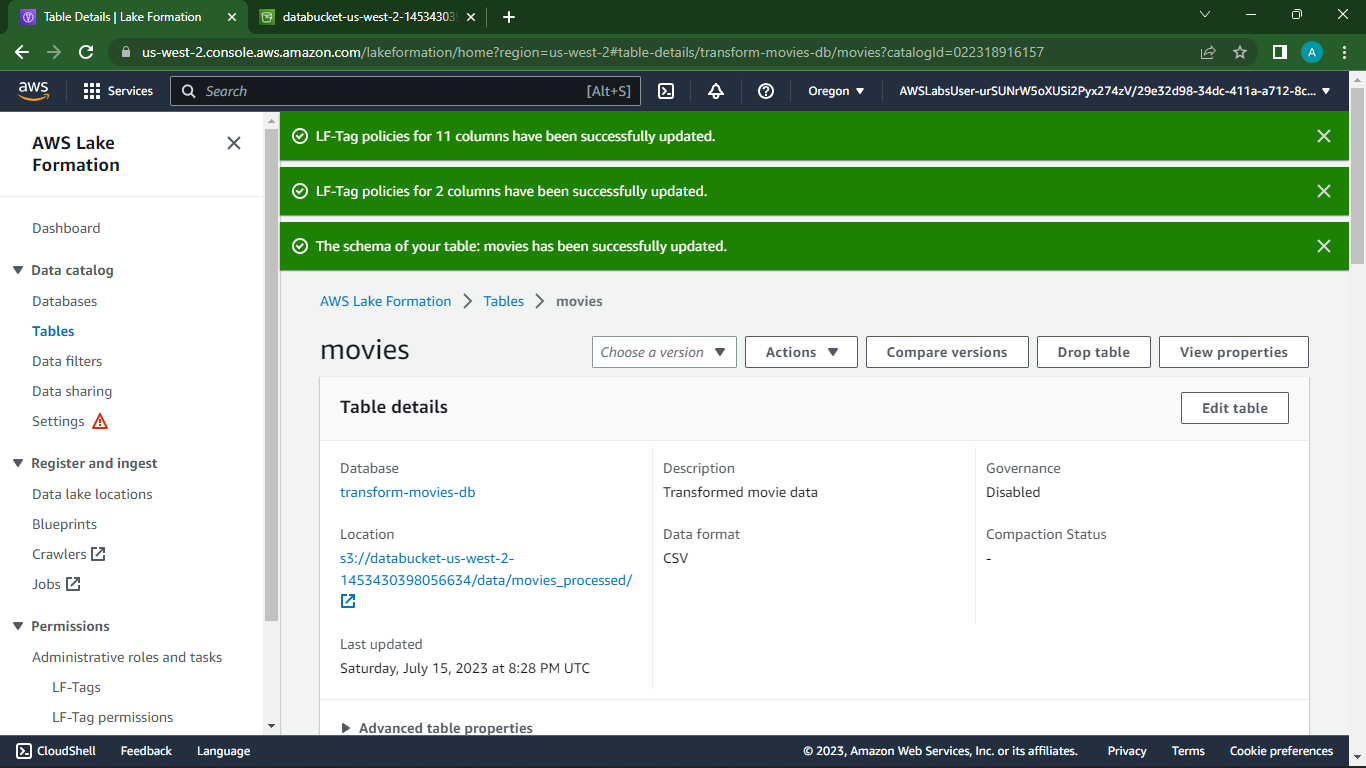 Table Details | Lake Formation
databucket-us-west-2-145343039
us-west-2.console.aws.amazon.com/lakeformation/home?region=us-west-2#table-details/transform-movies-db/movies?catalogId=022318916157
A
aws
Services
Search
[Alt+S]
Oregon
AWSLabsUser-urSUNrW5oXUSi2Pyx274zV/29e32d98-34dc-411a-a712-8c...
AWS Lake
Formation
Dashboard
Data catalog
Databases
Tables
Data filters
Data sharing
Settings
Register and ingest
Data lake locations
Blueprints
Crawlers
Jobs
Permissions
Administrative roles and tasks
LF-Tags
LF-Tag permissions
LF-Tag policies for 11 columns have been successfully updated.
LF-Tag policies for 2 columns have been successfully updated.
The schema of your table: movies has been successfully updated.
AWS Lake Formation
Tables
movies
movies
Choose a version
Actions
Compare versions
Drop table
View properties
Table details
Edit table
Database
transform-movies-db
Location
s3://databucket-us-west-2-
1453430398056634/data/movies_processed/
Last updated
Saturday, July 15, 2023 at 8:28 PM UTC
Description
Transformed movie data
Data format
CSV
Governance
Disabled
Compaction Status
-
Advanced table properties
CloudShell
Feedback
Language
© 2023, Amazon Web Services, Inc. or its affiliates.
Privacy
Terms
Cookie preferences